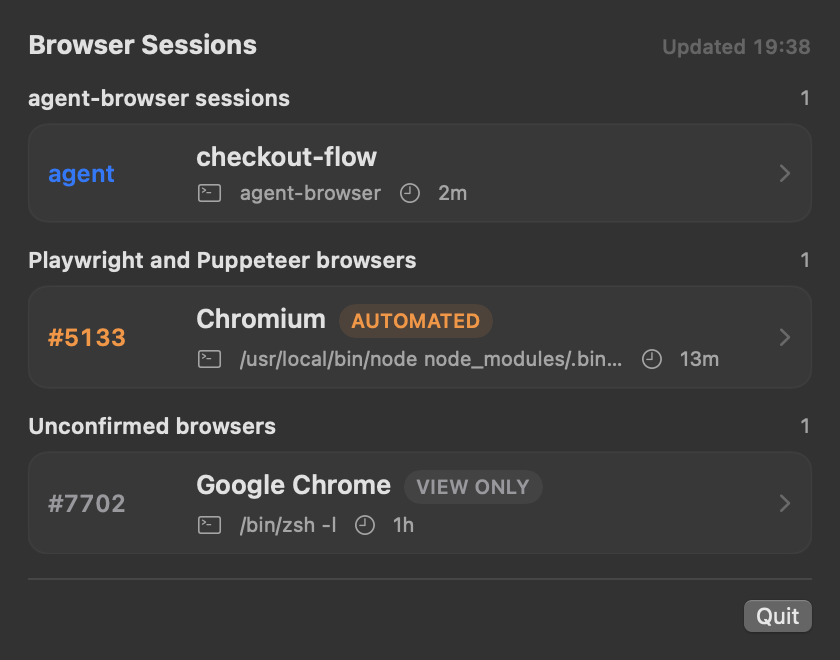 Browser Sessions
Updated 19:38
agent-browser sessions 1
agent
checkout-flow
agent-browser 2m
Playwright and Puppeteer browsers 1
#5133
Chromium AUTOMATED
/usr/local/bin/node node_modules/.bin... 13m
Unconfirmed browsers 1
#7702
Google Chrome VIEW ONLY
/bin/zsh -l 1h
Quit